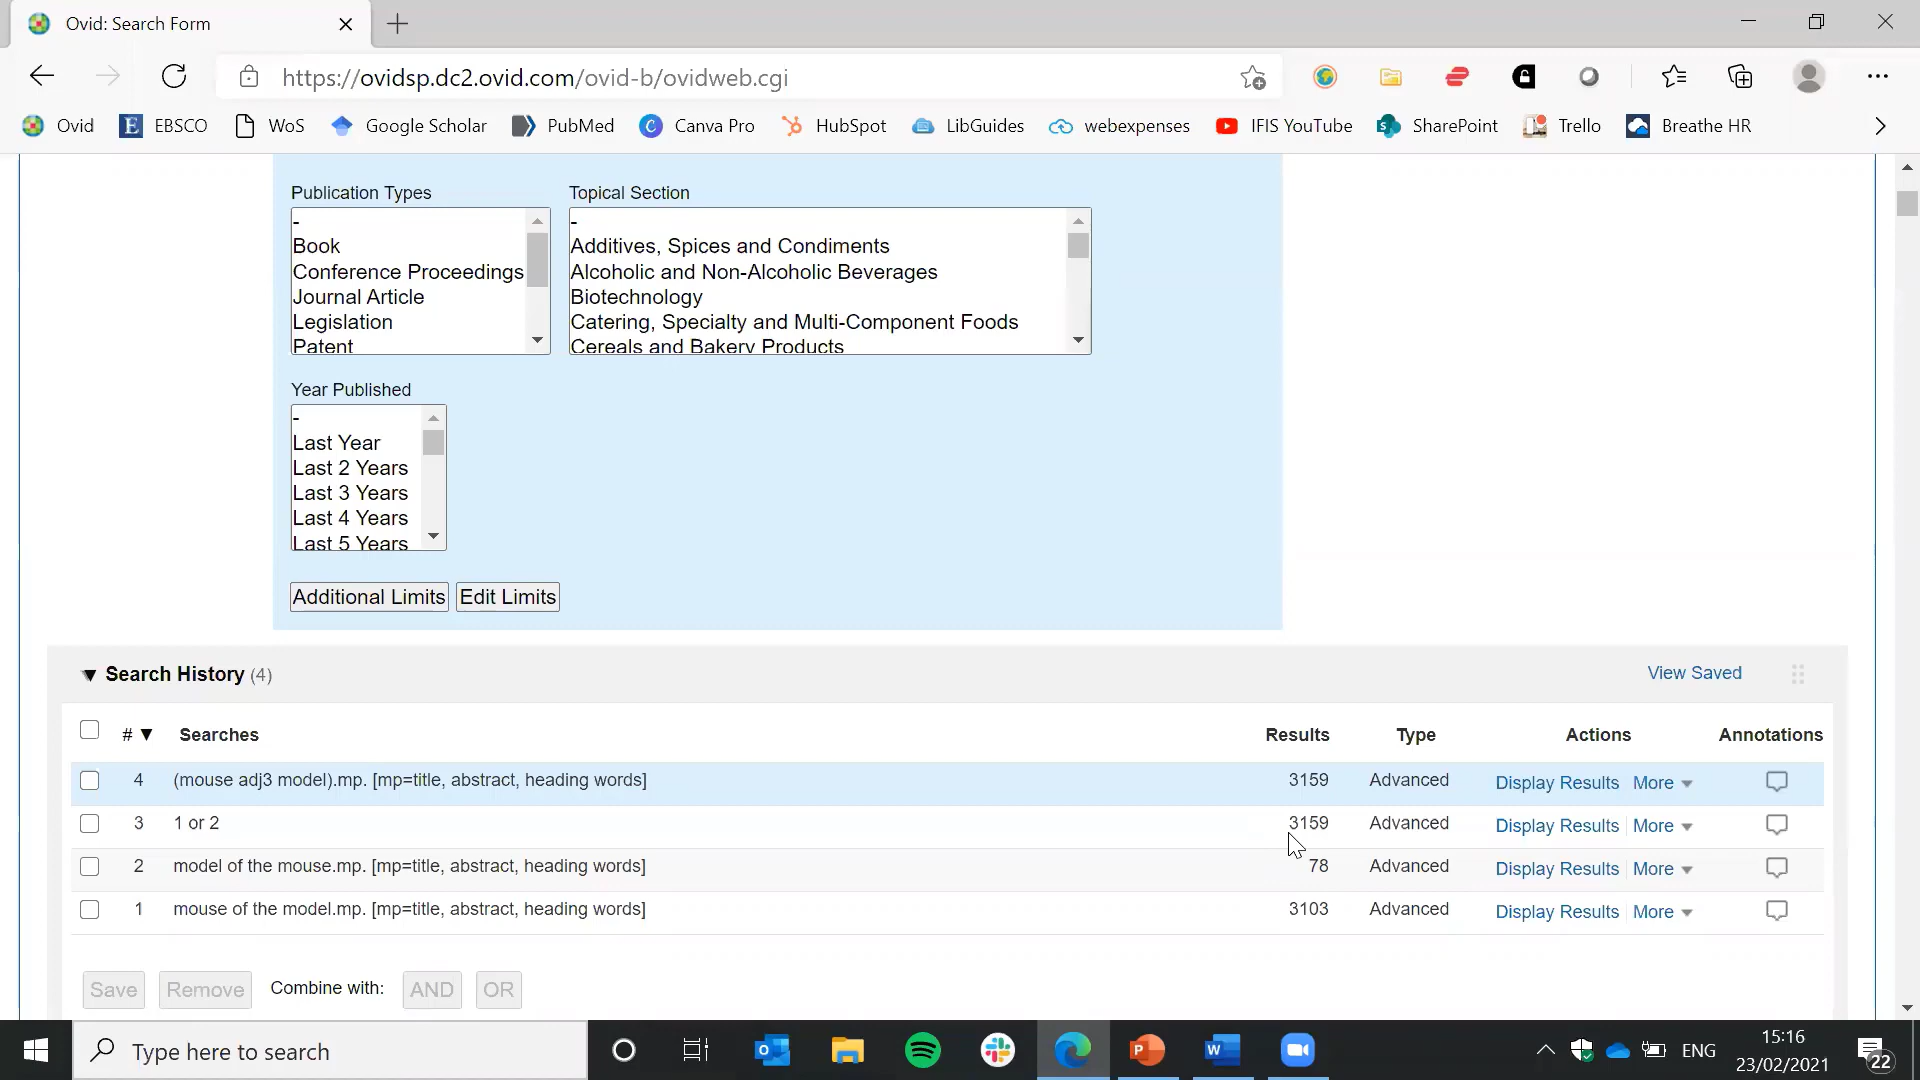 Ovid: Search Form
https://ovidsp.dc2.ovid.com/ovid-b/ovidweb.cgi
Ovid EBSCO WoS Google Scholar PubMed Canva Pro HubSpot LibGuides webexpenses IFIS YouTube SharePoint Trello Breathe HR
Publication Types Topical Section
- -
Book Additives, Spices and Condiments
Conference Proceedings Alcoholic and Non-Alcoholic Beverages
Journal Article Biotechnology
Legislation Catering, Specialty and Multi-Component Foods
Patent Cereals and Bakery Products
Year Published
-
Last Year
Last 2 Years
Last 3 Years
Last 4 Years
Last 5 Years
Additional Limits Edit Limits
▼ Search History (4) View Saved
# ▼ Searches Results Type Actions Annotations
4 (mouse adj3 model).mp. [mp=title, abstract, heading words] 3159 Advanced Display Results More
3 1 or 2 3159 Advanced Display Results More
2 model of the mouse.mp. [mp=title, abstract, heading words] 78 Advanced Display Results More
1 mouse of the model.mp. [mp=title, abstract, heading words] 3103 Advanced Display Results More
Save Remove Combine with: AND OR
Type here to search ENG 15:16
23/02/2021 22